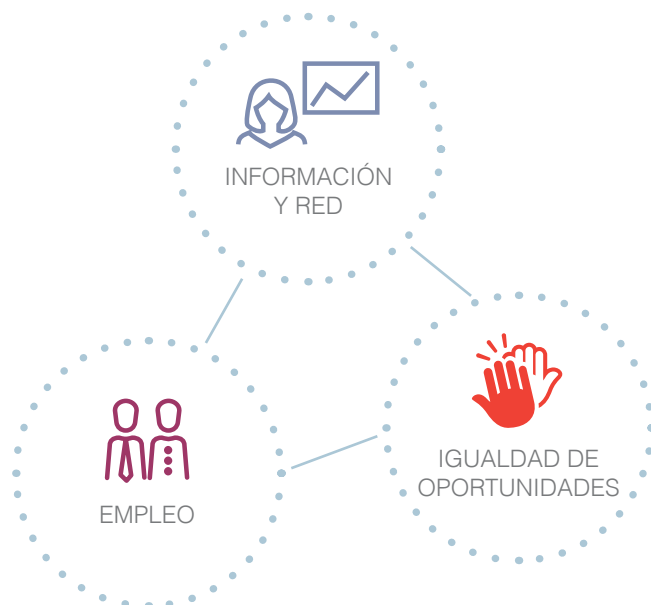 INFORMACIÓN
Y RED
IGUALDAD DE
OPORTUNIDADES
EMPLEO